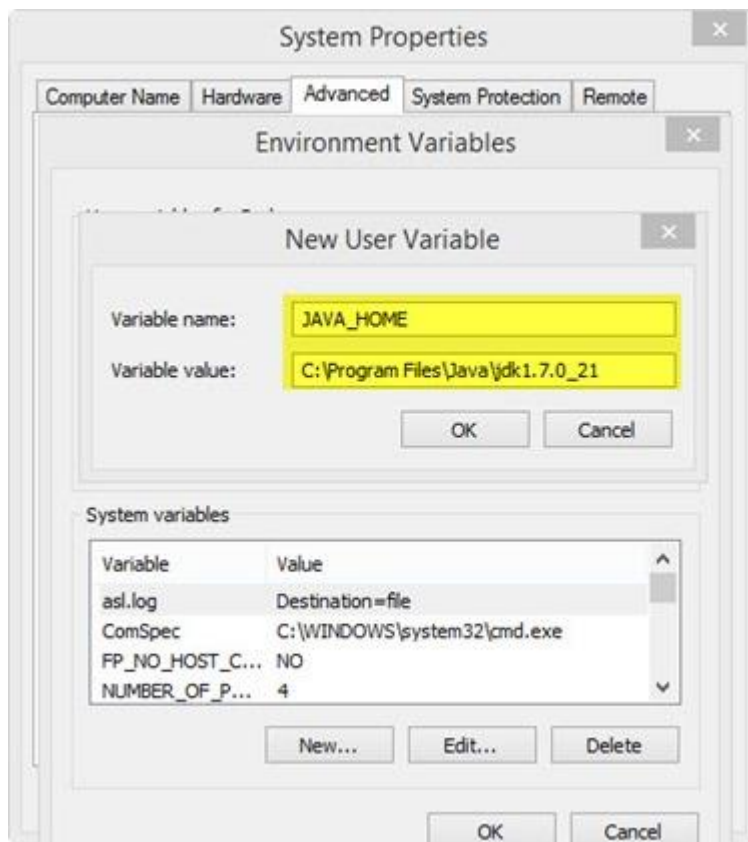 System Properties
Computer Name Hardware Advanced System Protection Remote
Environment Variables
New User Variable
Variable name: JAVA_HOME
Variable value: C:\Program Files\Java\jdk1.7.0_21
OK Cancel
System variables
Variable Value
asl.log Destination=file
ComSpec C:\WINDOWS\system32\cmd.exe
FP_NO_HOST_C... NO
NUMBER_OF_P... 4
New... Edit... Delete
OK Cancel